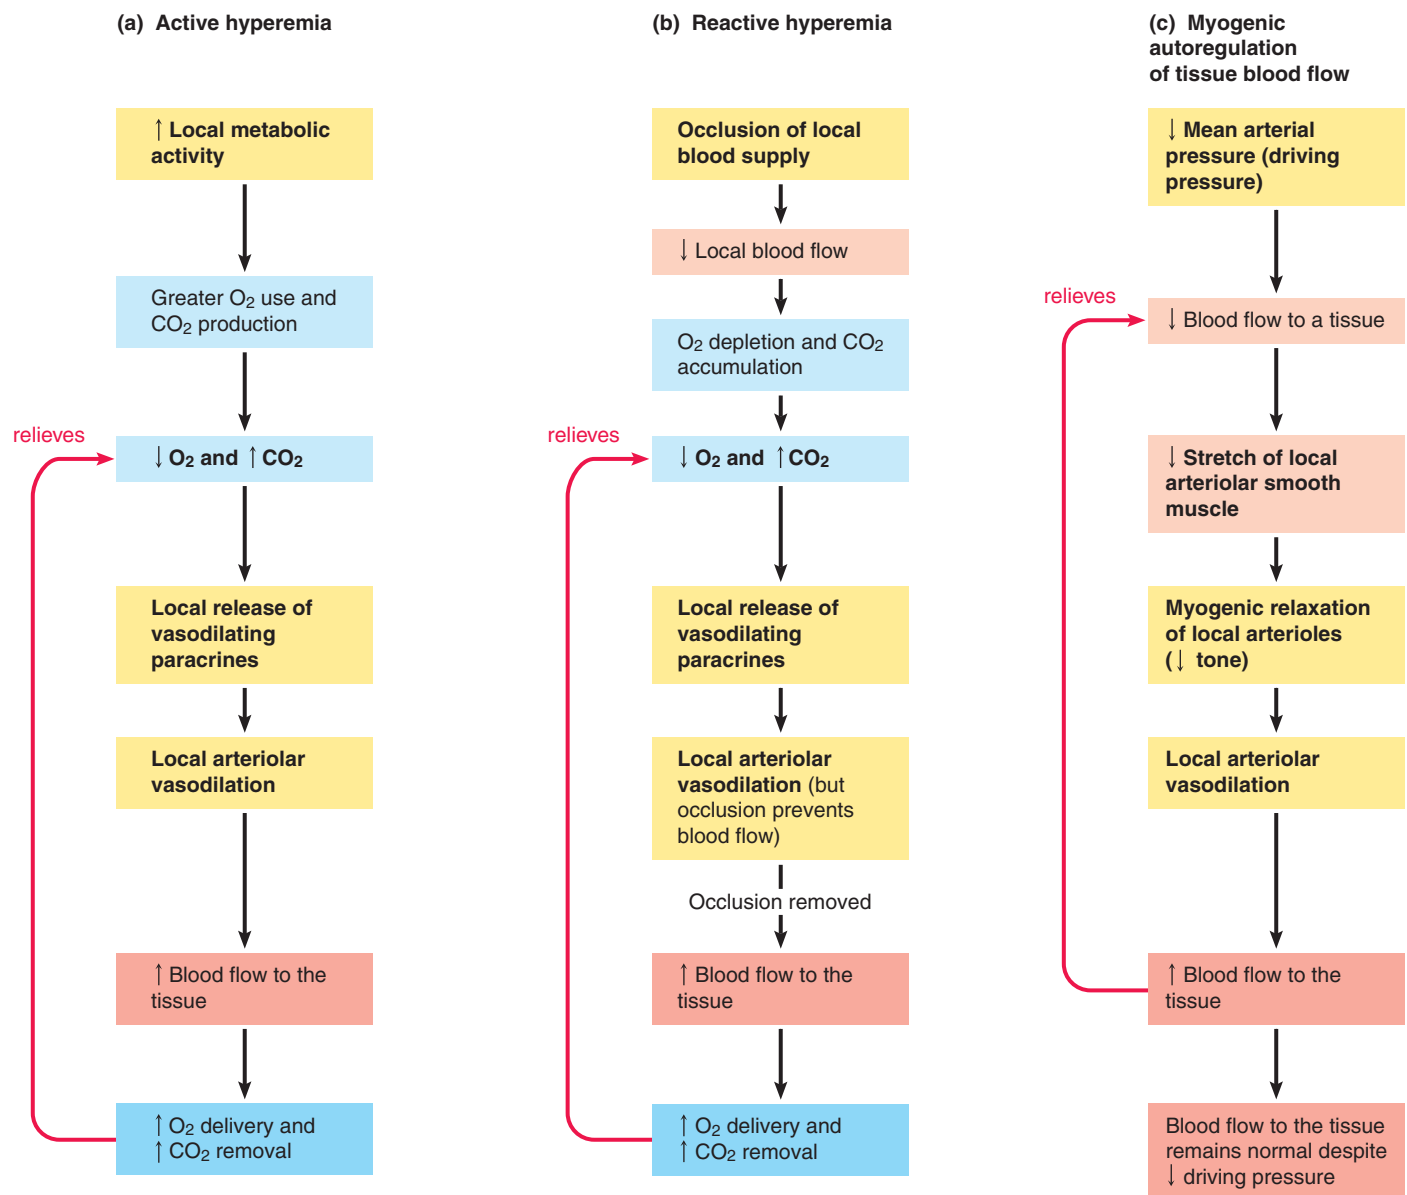 (a) Active hyperemia
↑ Local metabolic
activity
Greater O₂ use and
CO₂ production
relieves
↓ O₂ and ↑ CO₂
Local release of
vasodilating
paracrines
Local arteriolar
vasodilation
↑ Blood flow to the
tissue
↑ O₂ delivery and
↑ CO₂ removal
(b) Reactive hyperemia
Occlusion of local
blood supply
↓ Local blood flow
O₂ depletion and CO₂
accumulation
relieves
↓ O₂ and ↑ CO₂
Local release of
vasodilating
paracrines
Local arteriolar
vasodilation (but
occlusion prevents
blood flow)
Occlusion removed
↑ Blood flow to the
tissue
↑ O₂ delivery and
↑ CO₂ removal
(c) Myogenic
autoregulation
of tissue blood flow
↓ Mean arterial
pressure (driving
pressure)
relieves
↓ Blood flow to a tissue
↓ Stretch of local
arteriolar smooth
muscle
Myogenic relaxation
of local arterioles
(↓ tone)
Local arteriolar
vasodilation
↑ Blood flow to the
tissue
Blood flow to the tissue
remains normal despite
↓ driving pressure